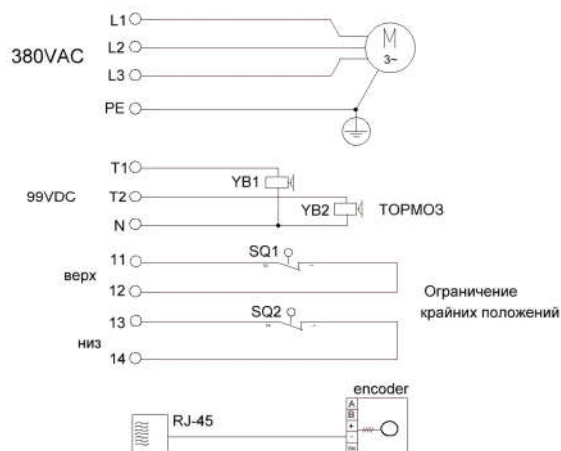 L1
L2
380VAC
L3
M
3~
PE
T1
YB1
99VDC
T2
YB2
ТОРМОЗ
N
SQ1
11
верх
12
Ограничение
крайних положений
SQ2
13
низ
14
encoder
RJ-45
A
B
+
-